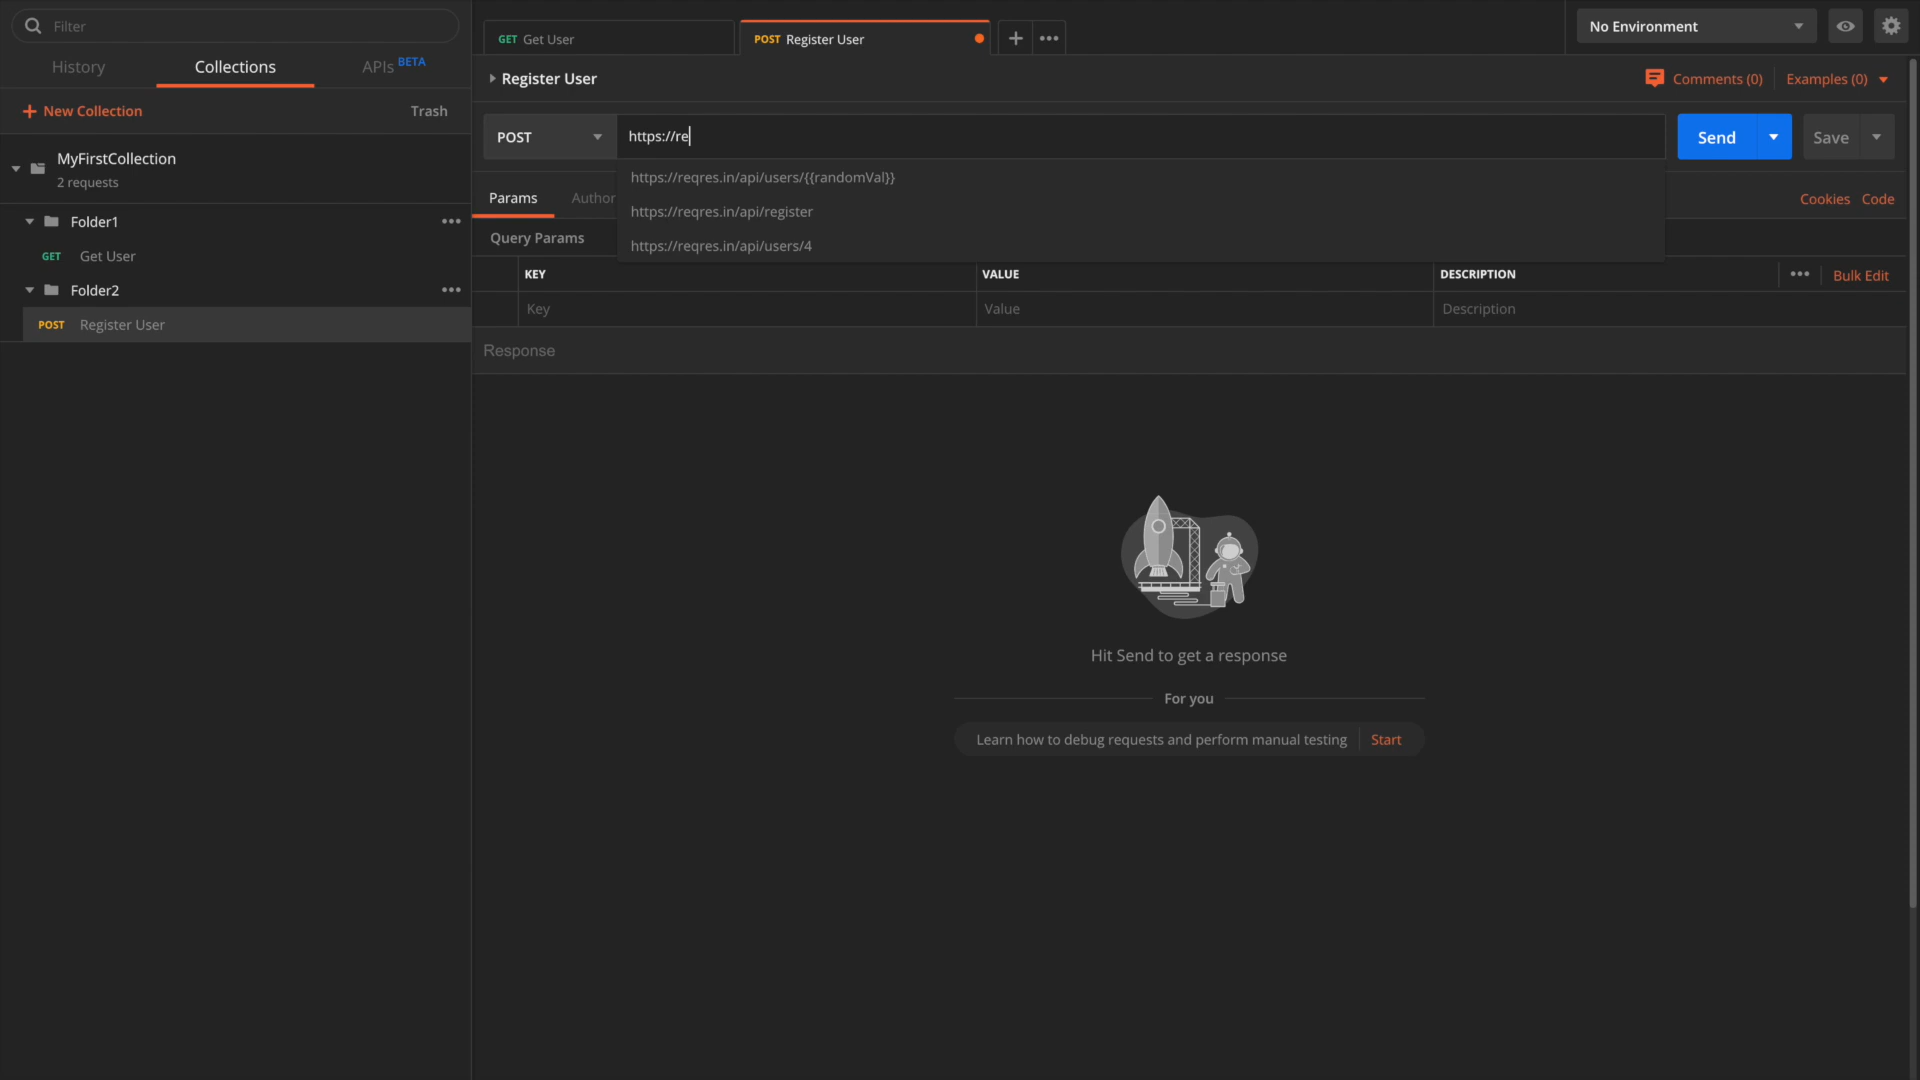 Filter
History
Collections
APIs BETA
New Collection
Trash
MyFirstCollection
2 requests
Folder1
GET Get User
Folder2
POST Register User
GET Get User
POST Register User
No Environment
Register User
Comments (0)
Examples (0)
POST
https://re
Send
Save
https://reqres.in/api/users/{{randomVal}}
https://reqres.in/api/register
https://reqres.in/api/users/4
Params
Author
Cookies
Code
Query Params
KEY
VALUE
DESCRIPTION
Bulk Edit
Key
Value
Description
Response
Hit Send to get a response
For you
Learn how to debug requests and perform manual testing
Start